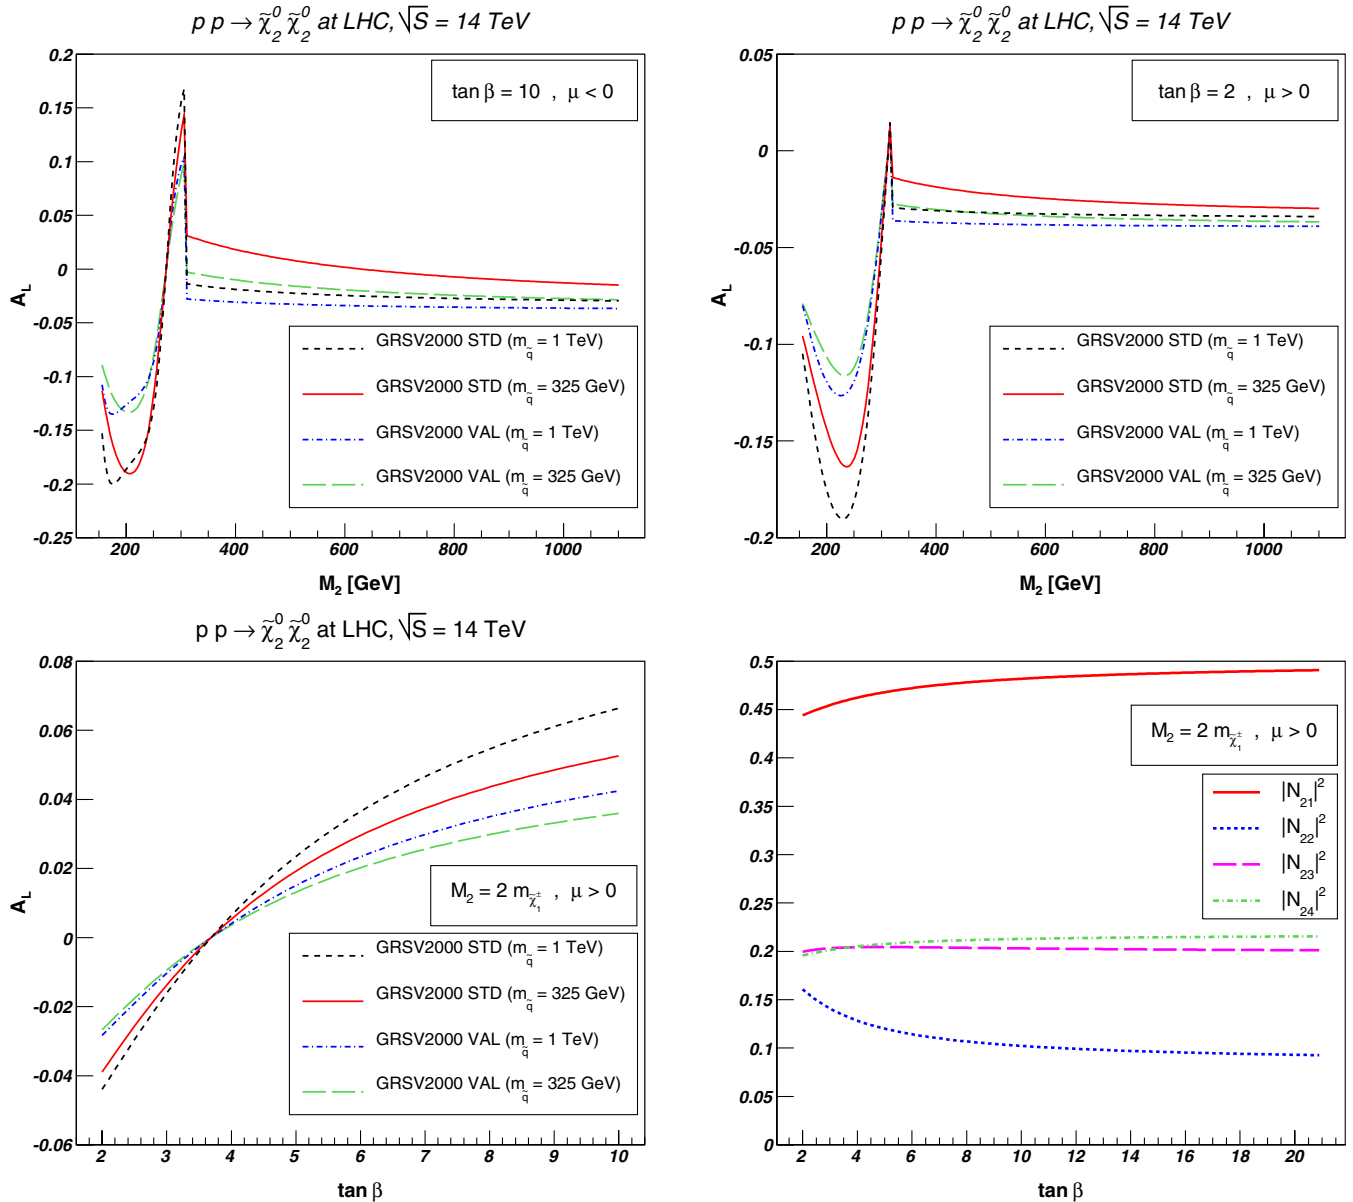 p p → χ̃₂⁰ χ̃₂⁰ at LHC, √S = 14 TeV
0.2
0.15
0.1
0.05
0
-0.05
-0.1
-0.15
-0.2
-0.25
A_L
tan β = 10 , μ < 0
GRSV2000 STD (m_q̃ = 1 TeV)
GRSV2000 STD (m_q̃ = 325 GeV)
GRSV2000 VAL (m_q̃ = 1 TeV)
GRSV2000 VAL (m_q̃ = 325 GeV)
200 400 600 800 1000
M₂ [GeV]
p p → χ̃₂⁰ χ̃₂⁰ at LHC, √S = 14 TeV
0.05
0
-0.05
-0.1
-0.15
-0.2
A_L
tan β = 2 , μ > 0
GRSV2000 STD (m_q̃ = 1 TeV)
GRSV2000 STD (m_q̃ = 325 GeV)
GRSV2000 VAL (m_q̃ = 1 TeV)
GRSV2000 VAL (m_q̃ = 325 GeV)
200 400 600 800 1000
M₂ [GeV]
p p → χ̃₂⁰ χ̃₂⁰ at LHC, √S = 14 TeV
0.08
0.06
0.04
0.02
0
-0.02
-0.04
-0.06
A_L
M₂ = 2 m_χ̃₁± , μ > 0
GRSV2000 STD (m_q̃ = 1 TeV)
GRSV2000 STD (m_q̃ = 325 GeV)
GRSV2000 VAL (m_q̃ = 1 TeV)
GRSV2000 VAL (m_q̃ = 325 GeV)
2 3 4 5 6 7 8 9 10
tan β
0.5
0.45
0.4
0.35
0.3
0.25
0.2
0.15
0.1
0.05
0
M₂ = 2 m_χ̃₁± , μ > 0
|N₂₁|²
|N₂₂|²
|N₂₃|²
|N₂₄|²
2 4 6 8 10 12 14 16 18 20
tan β